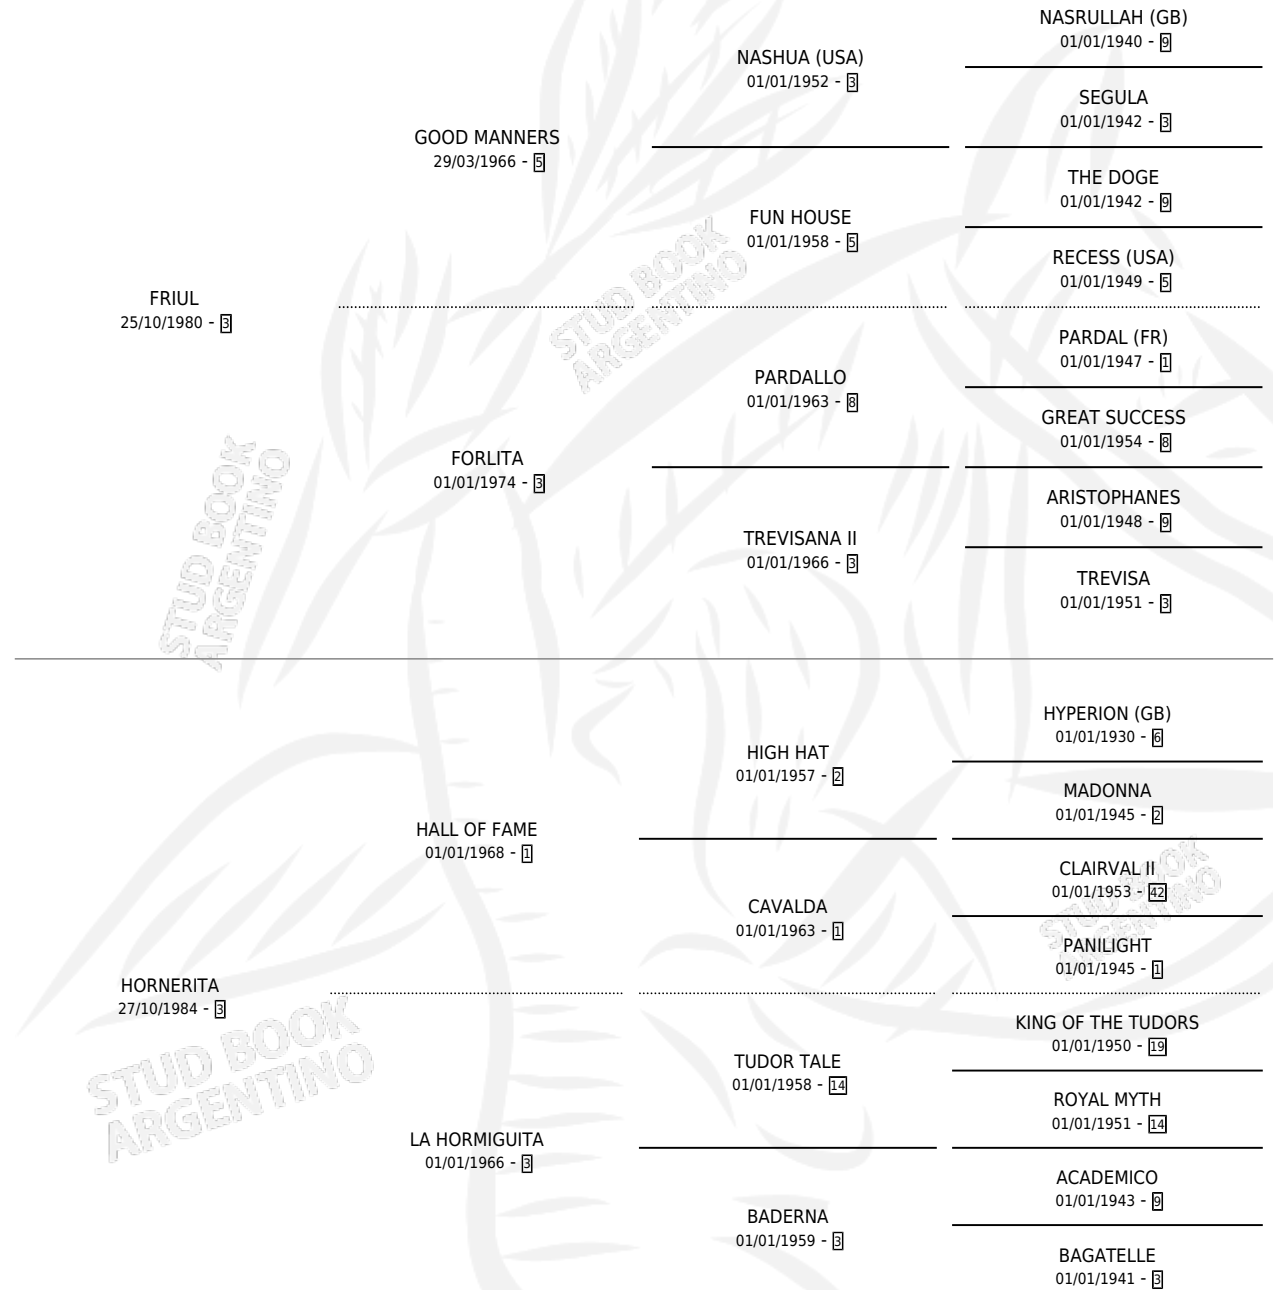 NASRULLAH (GB)
01/01/1940 - 9
NASHUA (USA)
01/01/1952 - 3
SEGULA
01/01/1942 - 3
GOOD MANNERS
29/03/1966 - 5
THE DOGE
01/01/1942 - 9
FUN HOUSE
01/01/1958 - 5
RECESS (USA)
01/01/1949 - 5
FRIUL
25/10/1980 - 3
PARDAL (FR)
01/01/1947 - 1
PARDALLO
01/01/1963 - 8
GREAT SUCCESS
01/01/1954 - 8
FORLITA
01/01/1974 - 3
ARISTOPHANES
01/01/1948 - 9
TREVISANA II
01/01/1966 - 3
TREVISA
01/01/1951 - 3
HYPERION (GB)
01/01/1930 - 6
HIGH HAT
01/01/1957 - 2
MADONNA
01/01/1945 - 2
HALL OF FAME
01/01/1968 - 1
CLAIRVAL II
01/01/1953 - 42
CAVALDA
01/01/1963 - 1
PANILIGHT
01/01/1945 - 1
HORNERITA
27/10/1984 - 3
KING OF THE TUDORS
01/01/1950 - 19
TUDOR TALE
01/01/1958 - 14
ROYAL MYTH
01/01/1951 - 14
LA HORMIGUITA
01/01/1966 - 3
ACADEMICO
01/01/1943 - 9
BADERNA
01/01/1959 - 3
BAGATELLE
01/01/1941 - 3
STUD BOOK
ARGENTINO
STUD BOOK
ARGENTINO
STUD BOOK
ARGENTINO
STUD BOOK
ARGENTINO